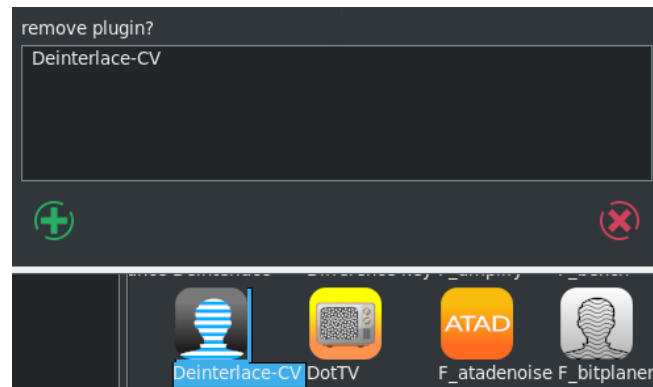 remove plugin?
Deinterlace-CV
ATAD
Deinterlace-CV DotTV F_atadenoise F_bitplaner